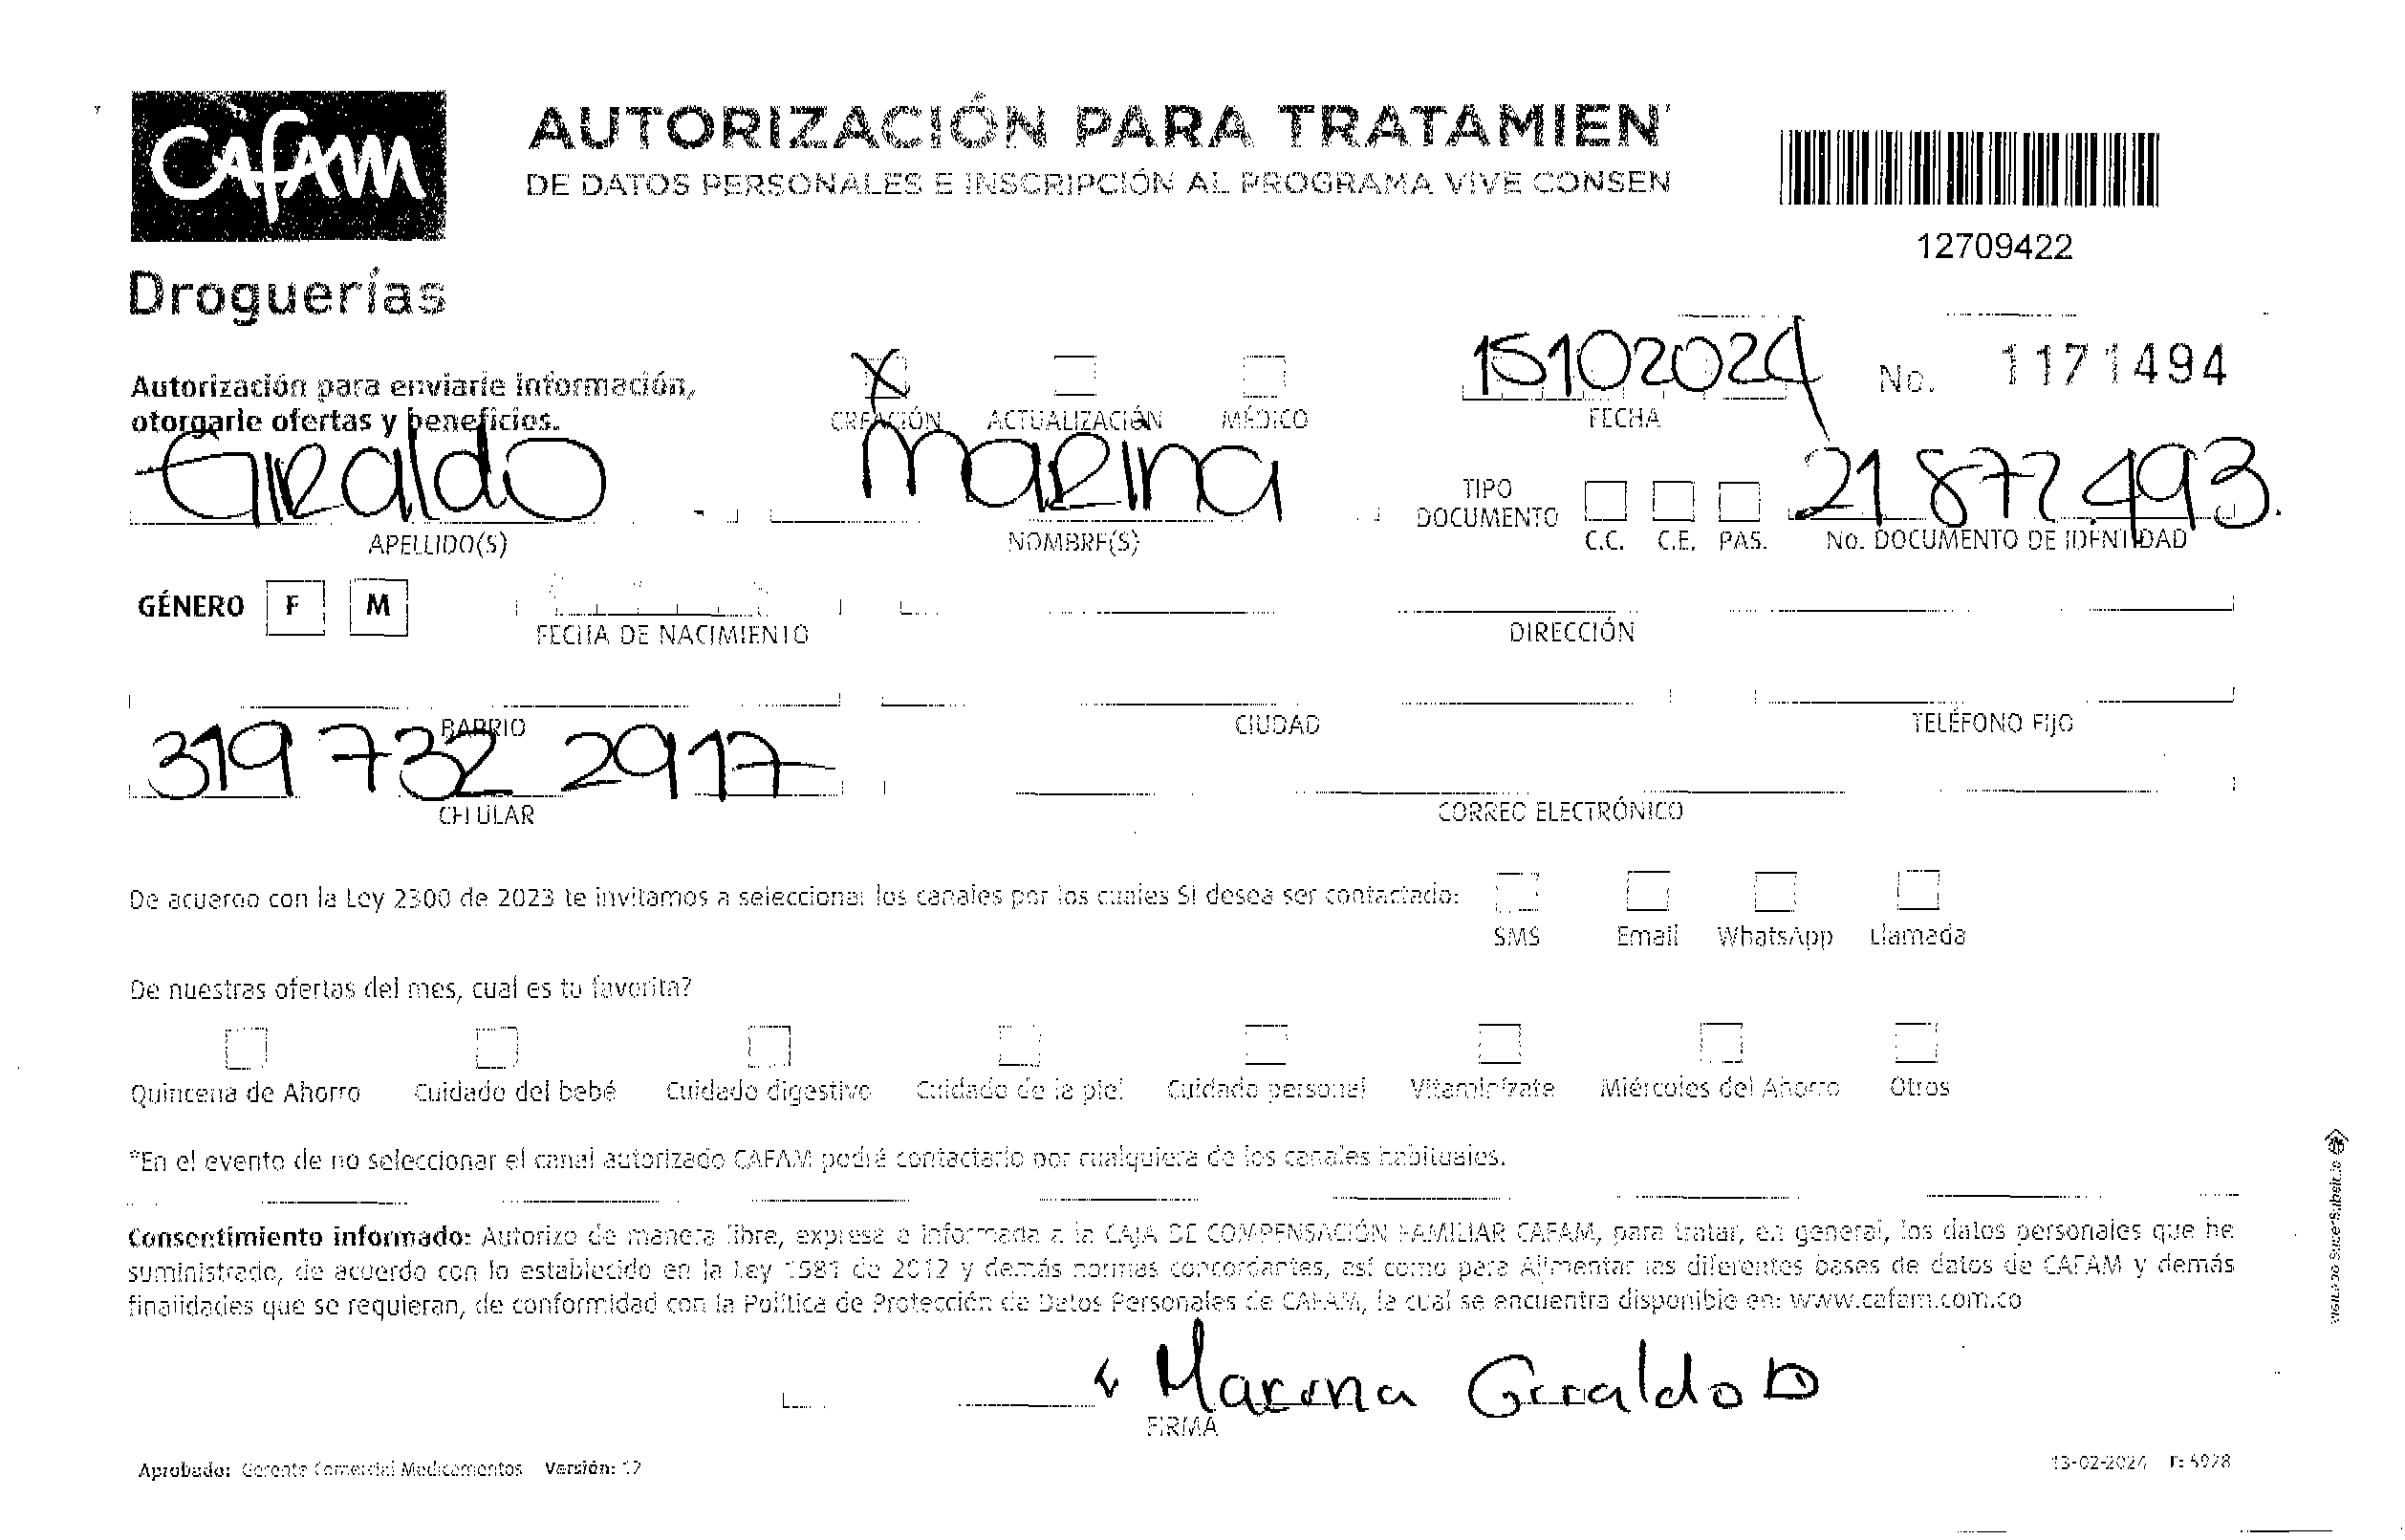 CAFAM
Droguerías
AUTORIZACIÓN PARA TRATAMIEN
DE DATOS PERSONALES E INSCRIPCIÓN AL PROGRAMA VIVE CONSEN
12709422
Autorización para enviarle información,
otorgarle ofertas y beneficios.
X
CREACIÓN ACTUALIZACIÓN MÉDICO
15102024
FECHA
No. 1171494
Giraldo
APELLIDO(S)
Marina
NOMBRE(S)
TIPO
DOCUMENTO
C.C. C.E. PAS.
21 877.493.
No. DOCUMENTO DE IDENTIDAD
GÉNERO F M
FECHA DE NACIMIENTO
DIRECCIÓN
BARRIO
CIUDAD
TELÉFONO FIJO
319 732 2917
CELULAR
CORREO ELECTRÓNICO
De acuerdo con la Ley 2300 de 2023 te invitamos a seleccionar los canales por los cuales SI desea ser contactado:
SMS Email WhatsApp Llamada
De nuestras ofertas del mes, cual es tu favorita?
Quincena de Ahorro Cuidado del bebé Cuidado digestivo Cuidado de la piel Cuidado personal Vitaminízate Miércoles del Ahorro Otros
*En el evento de no seleccionar el canal autorizado CAFAM podrá contactarlo por cualquiera de los canales habituales.
Consentimiento informado: Autorizo de manera libre, expresa e informada a la CAJA DE COMPENSACIÓN FAMILIAR CAFAM, para tratar, en general, los datos personales que he
suministrado, de acuerdo con lo establecido en la Ley 1581 de 2012 y demás normas concordantes, así como para Alimentar las diferentes bases de datos de CAFAM y demás
finalidades que se requieran, de conformidad con la Política de Protección de Datos Personales de CAFAM, la cual se encuentra disponible en: www.cafam.com.co
Marina Giraldo D
FIRMA
Aprobado: Gerente Comercial Medicamentos Versión: 12
13-02-2024 F: 5928
VIGILADO SuperSubsidio